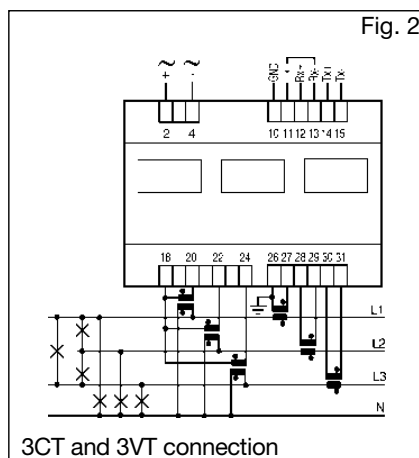 Fig. 2
~ ~
+ -
GND * Rx+ Rx- Tx+ Tx-
2 4 10 11 12 13 14 15
18 20 22 24 26 27 28 29 30 31
L1
L2
L3
N
3CT and 3VT connection